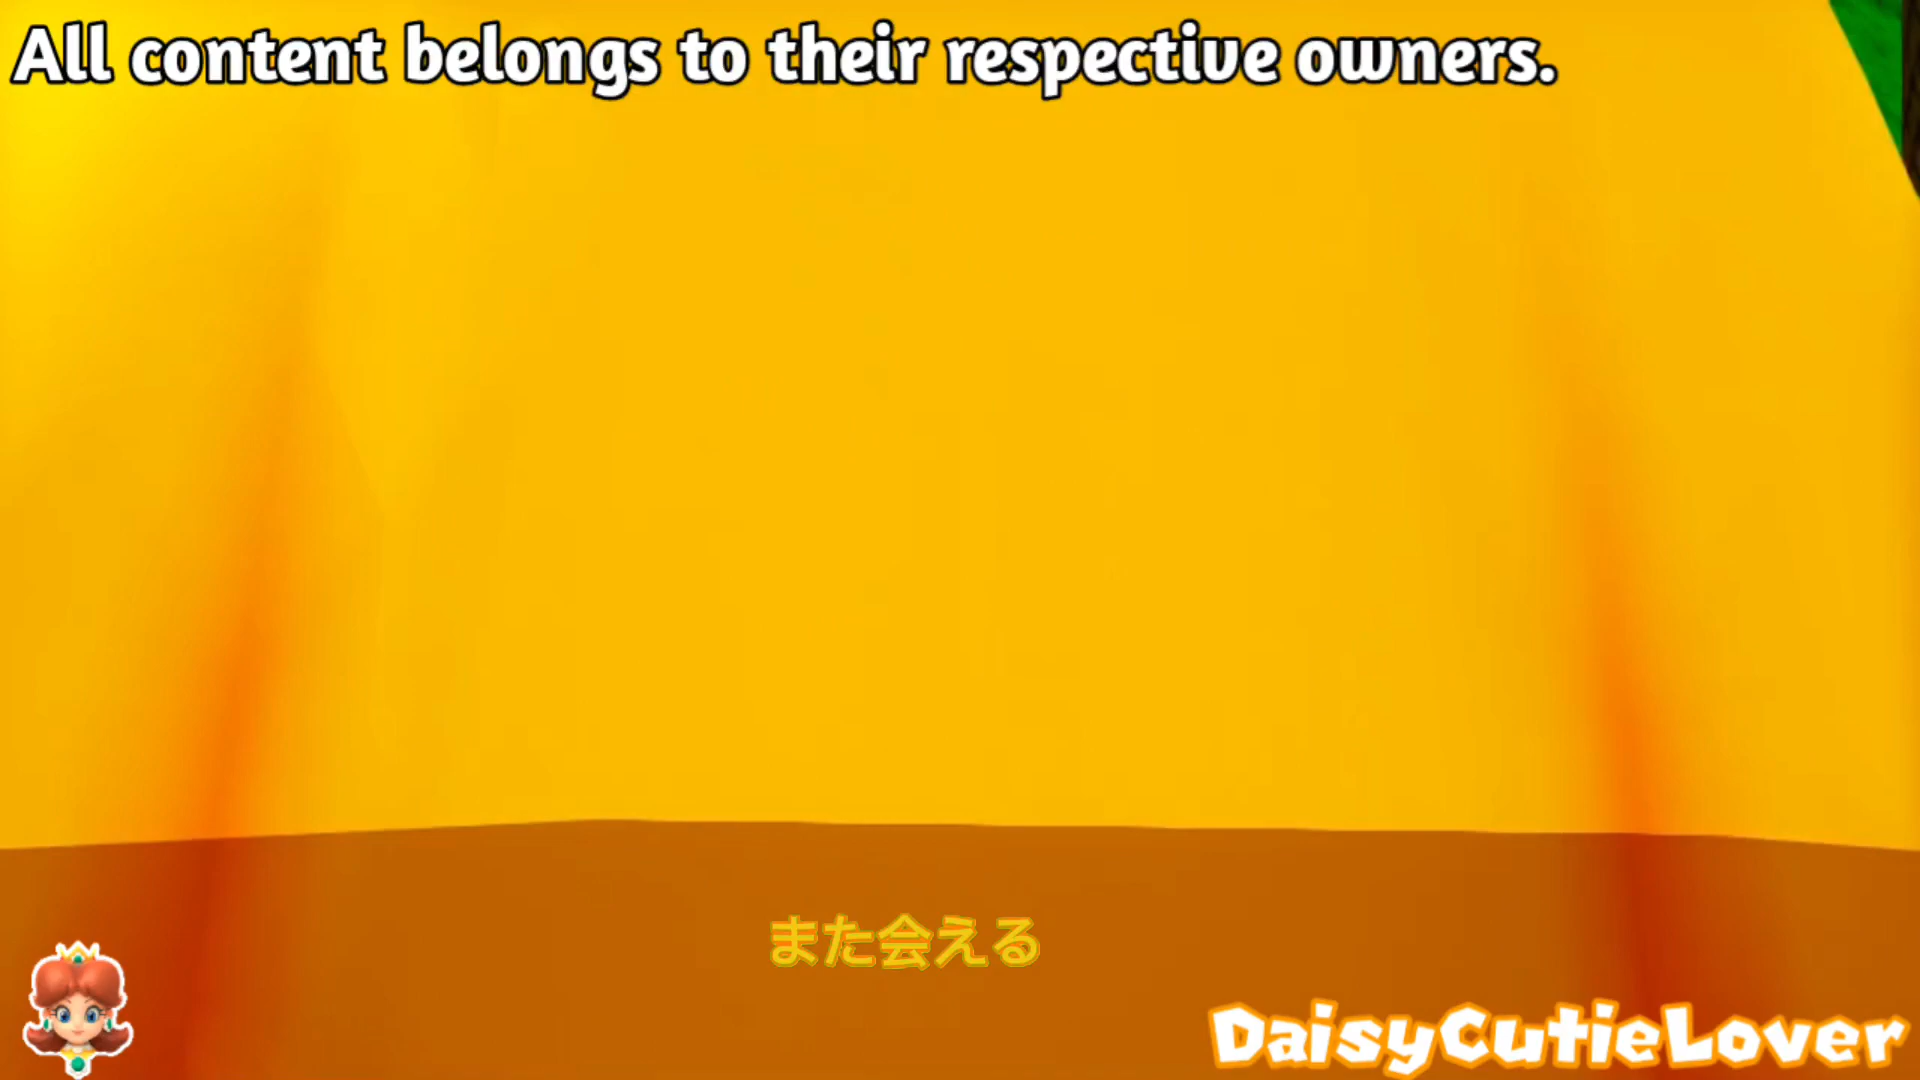 All content belongs to their respective owners.
また会える
DaisyCutieLover